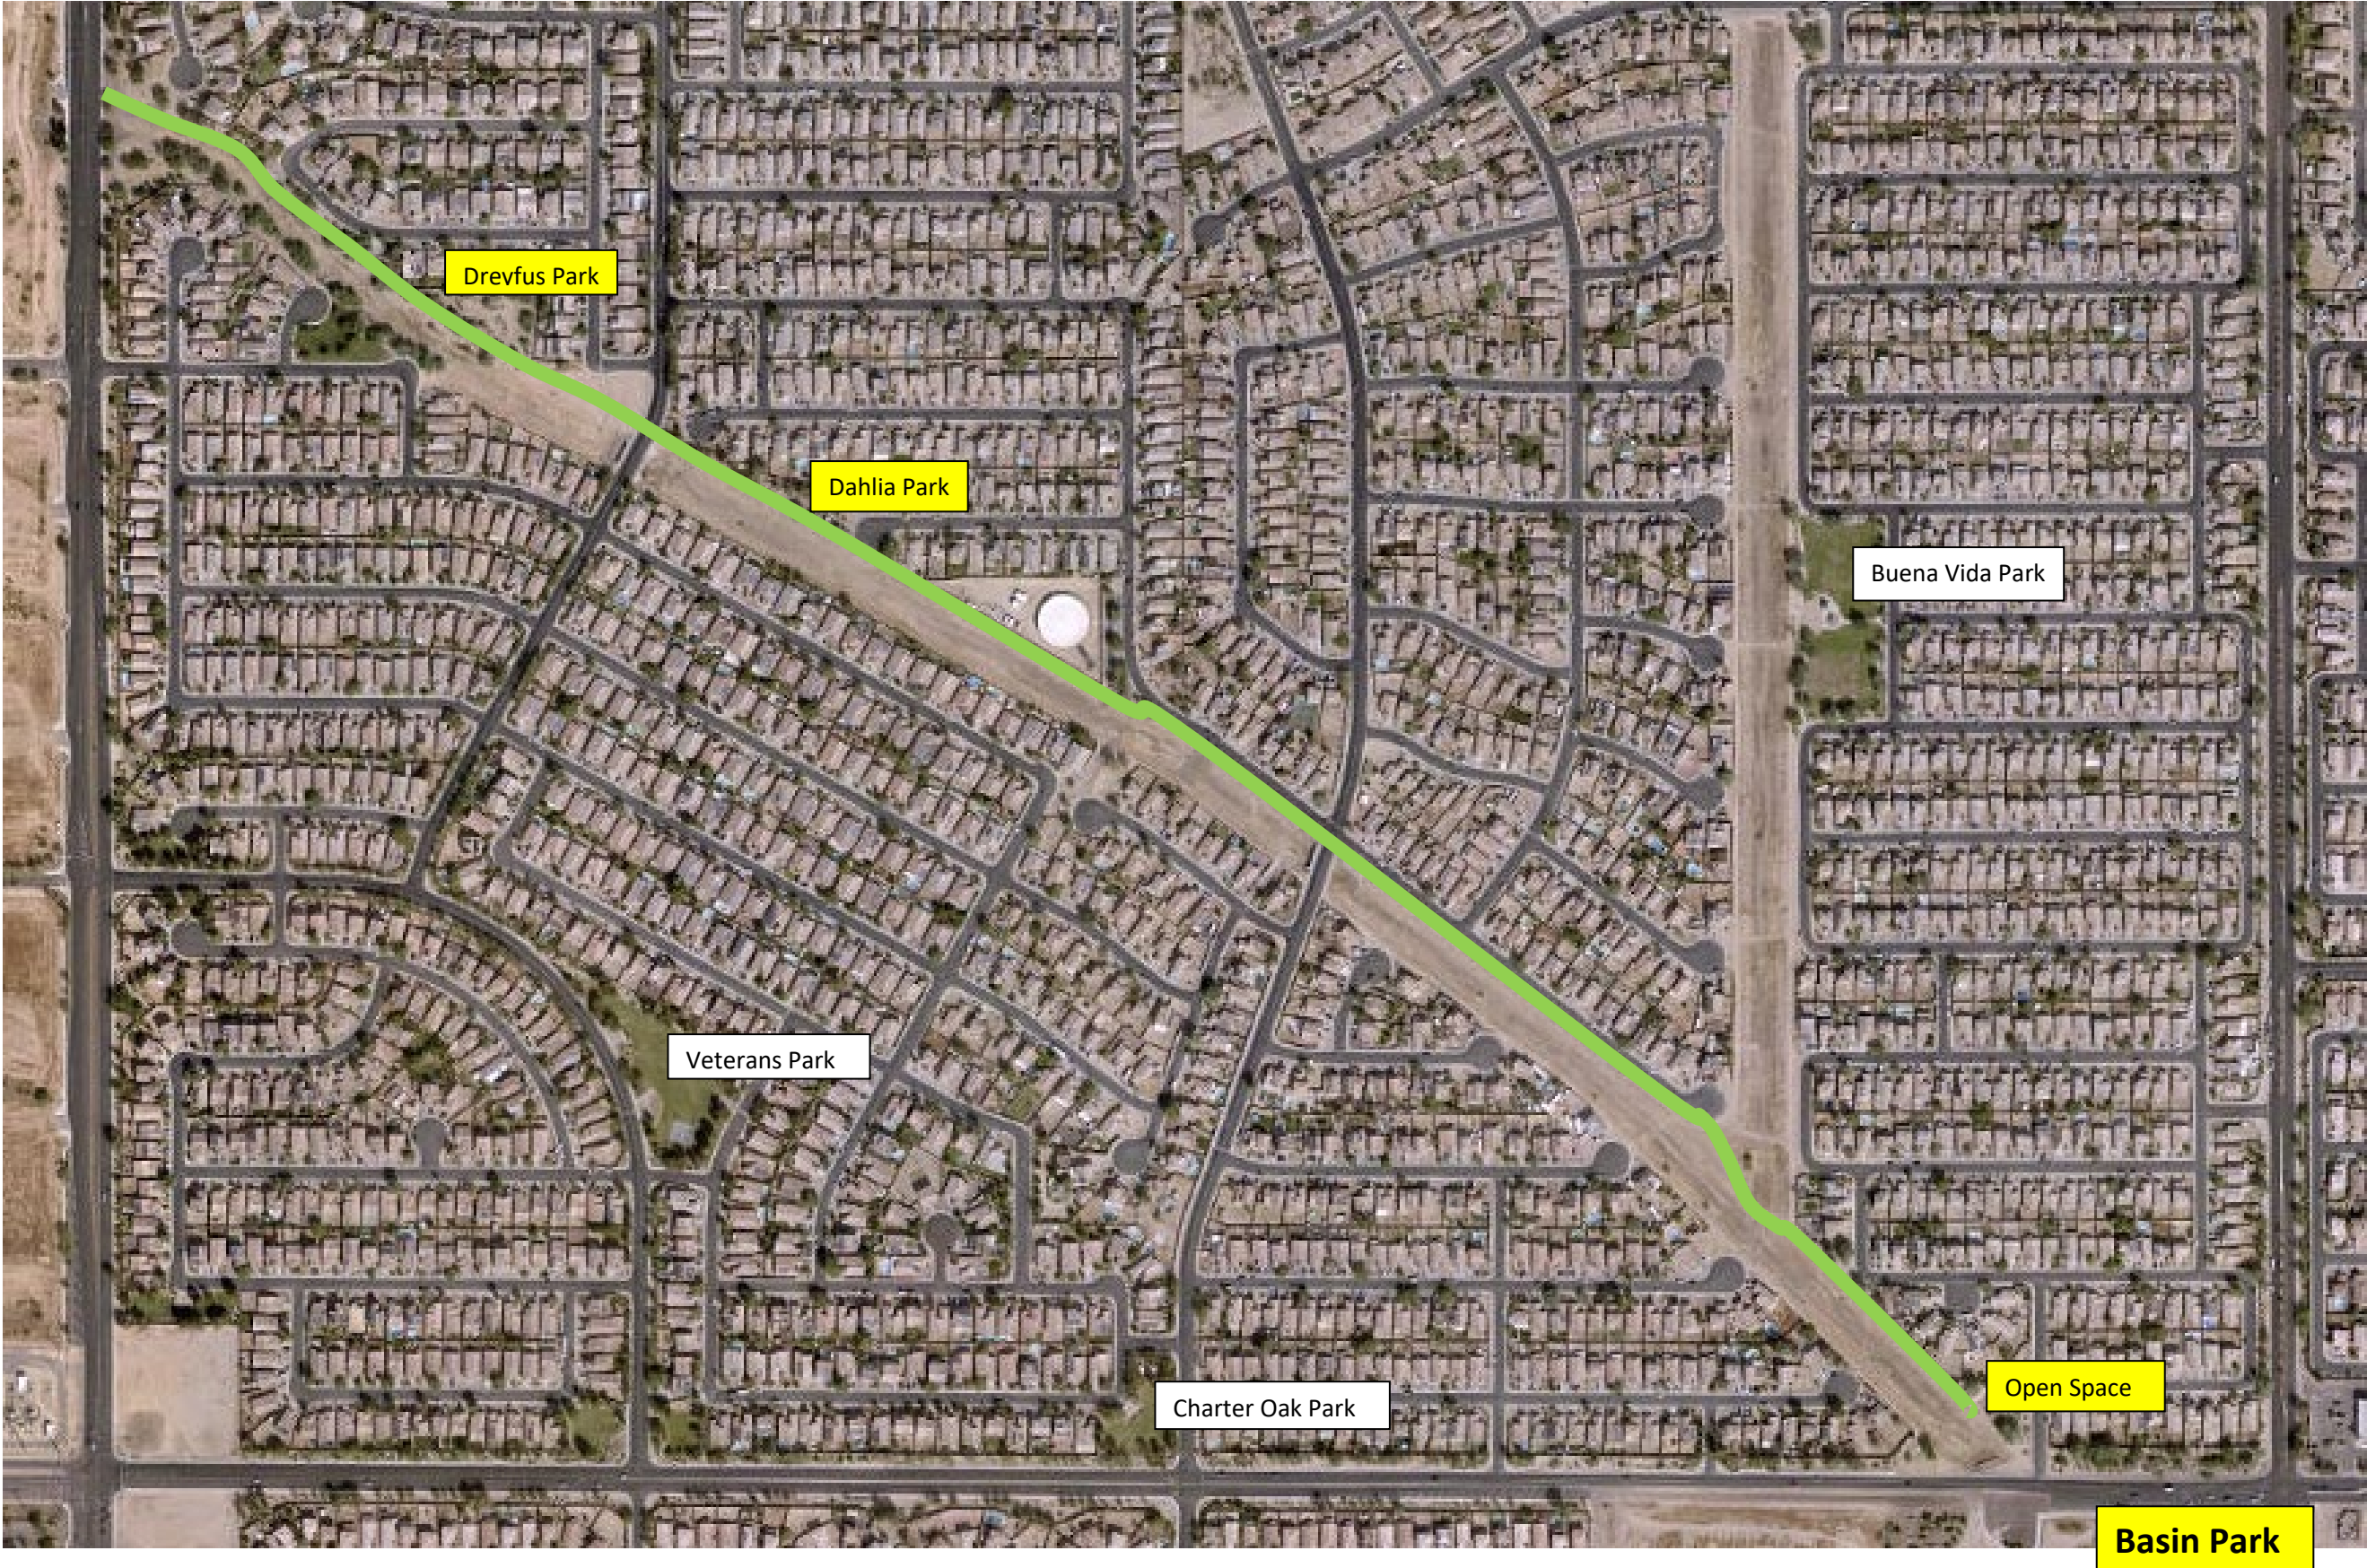 Drevfus Park
Dahlia Park
Buena Vida Park
Veterans Park
Open Space
Charter Oak Park
Basin Park